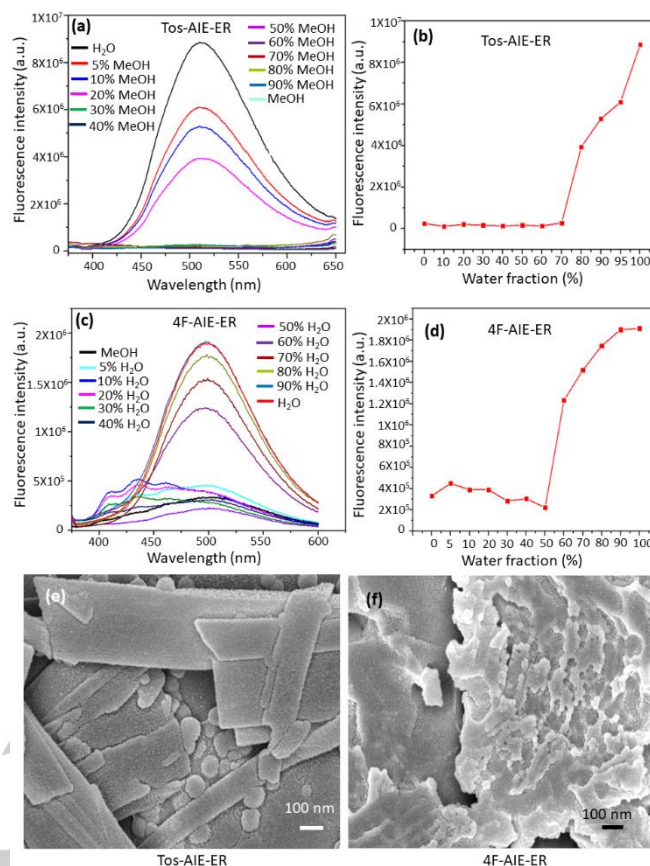 (a)
Tos-AIE-ER
H₂O
5% MeOH
10% MeOH
20% MeOH
30% MeOH
40% MeOH
50% MeOH
60% MeOH
70% MeOH
80% MeOH
90% MeOH
MeOH
1X10⁷
8X10⁶
6X10⁶
4X10⁶
2X10⁶
0
Fluorescence intensity (a.u.)
400 450 500 550 600 650
Wavelength (nm)
(b)
Tos-AIE-ER
1X10⁷
8X10⁶
6X10⁶
4X10⁶
2X10⁶
0
Fluorescence intensity (a.u.)
0 10 20 30 40 50 60 70 80 90 95 100
Water fraction (%)
(c)
4F-AIE-ER
MeOH
5% H₂O
10% H₂O
20% H₂O
30% H₂O
40% H₂O
50% H₂O
60% H₂O
70% H₂O
80% H₂O
90% H₂O
H₂O
2X10⁶
1.5X10⁶
1X10⁶
5X10⁵
0
Fluorescence intensity (a.u.)
400 450 500 550 600
Wavelength (nm)
(d)
4F-AIE-ER
2X10⁶
1.8X10⁶
1.6X10⁶
1.4X10⁶
1.2X10⁶
1X10⁶
8X10⁵
6X10⁵
4X10⁵
2X10⁵
Fluorescence intensity (a.u.)
0 5 10 20 30 40 50 60 70 80 90 100
Water fraction (%)
(e)
100 nm
Tos-AIE-ER
(f)
100 nm
4F-AIE-ER